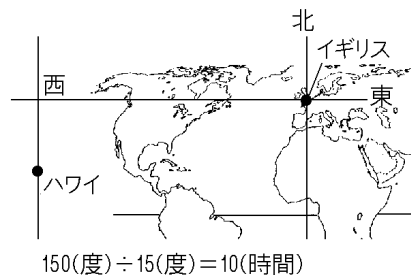 北
イギリス
西
東
ハワイ
150(度)÷15(度)=10(時間)